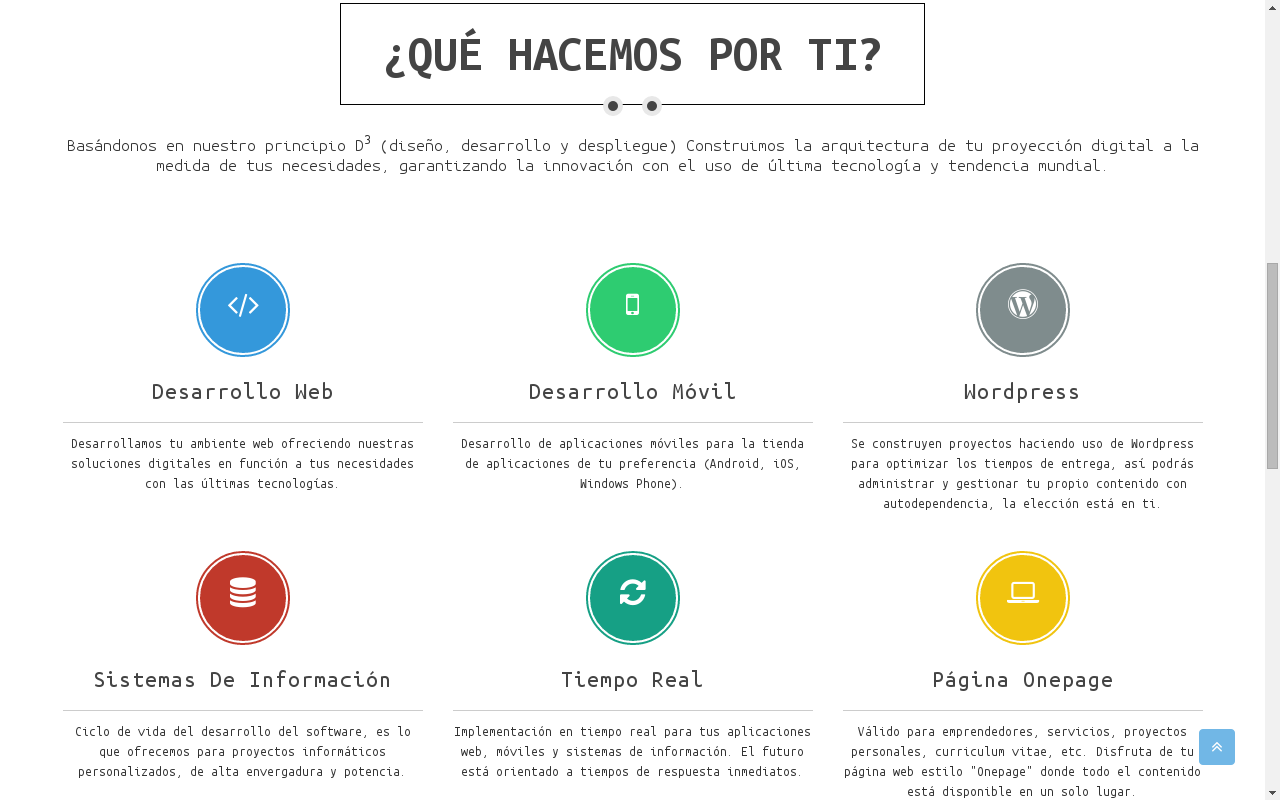 ¿QUÉ HACEMOS POR TI?
Basándonos en nuestro principio D³ (diseño, desarrollo y despliegue) Construimos la arquitectura de tu proyección digital a la
medida de tus necesidades, garantizando la innovación con el uso de última tecnología y tendencia mundial.
Desarrollo Web
Desarrollamos tu ambiente web ofreciendo nuestras
soluciones digitales en función a tus necesidades
con las últimas tecnologías.
Desarrollo Móvil
Desarrollo de aplicaciones móviles para la tienda
de aplicaciones de tu preferencia (Android, iOS,
Windows Phone).
Wordpress
Se construyen proyectos haciendo uso de Wordpress
para optimizar los tiempos de entrega, así podrás
administrar y gestionar tu propio contenido con
autodependencia, la elección está en ti.
Sistemas De Información
Ciclo de vida del desarrollo del software, es lo
que ofrecemos para proyectos informáticos
personalizados, de alta envergadura y potencia.
Tiempo Real
Implementación en tiempo real para tus aplicaciones
web, móviles y sistemas de información. El futuro
está orientado a tiempos de respuesta inmediatos.
Página Onepage
Válido para emprendedores, servicios, proyectos
personales, curriculum vitae, etc. Disfruta de tu
página web estilo "Onepage" donde todo el contenido
está disponible en un solo lugar.